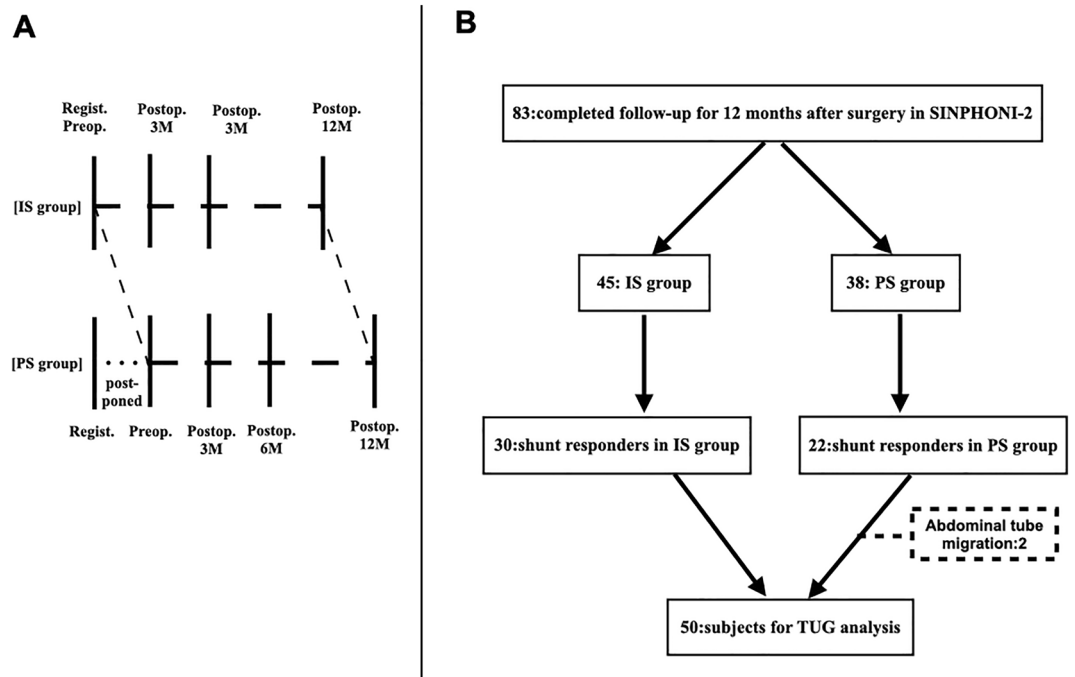 A
Regist.
Preop.
Postop.
3M
Postop.
3M
Postop.
12M
[IS group]
[PS group]
post-
poned
Regist.
Preop.
Postop.
3M
Postop.
6M
Postop.
12M
B
83:completed follow-up for 12 months after surgery in SINPHONI-2
45: IS group
38: PS group
30:shunt responders in IS group
22:shunt responders in PS group
Abdominal tube
migration:2
50:subjects for TUG analysis